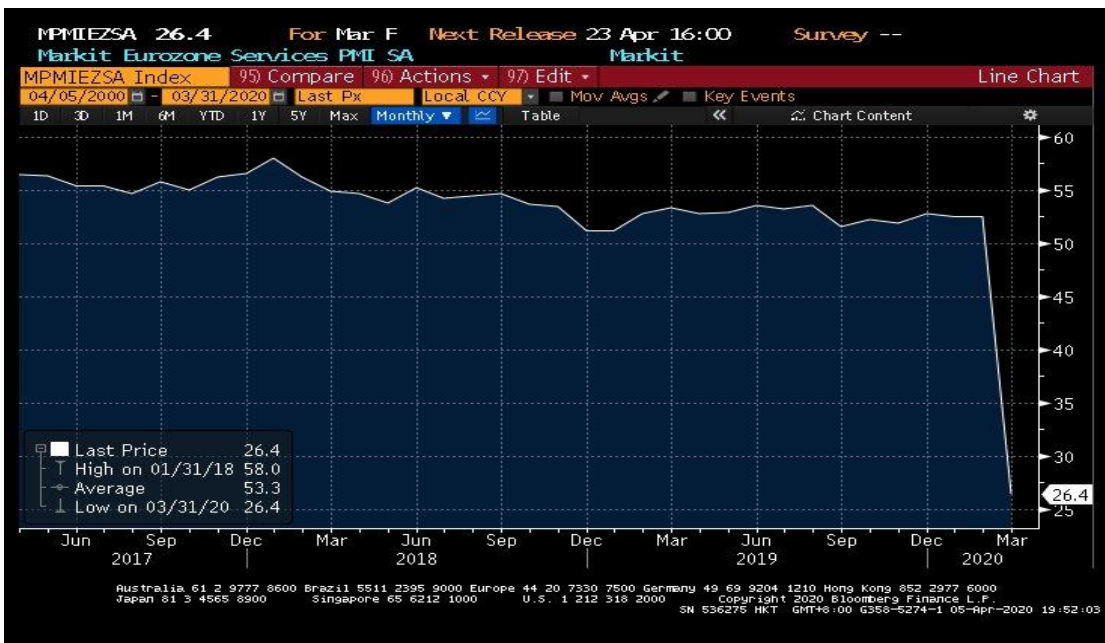 MPMIEZSA 26.4 For Mar F Next Release 23 Apr 16:00 Survey --
Markit Eurozone Services PMI SA Markit
MPMIEZSA Index 95) Compare 96) Actions 97) Edit Line Chart
04/05/2000 - 03/31/2020 Last Px Local CCY Mov Avgs Key Events
1D 3D 1M 6M YTD 1Y 5Y Max Monthly ▼ Table « Chart Content
60
55
50
45
40
35
30
26.4
25
Last Price 26.4
High on 01/31/18 58.0
Average 53.3
Low on 03/31/20 26.4
Jun Sep Dec Mar Jun Sep Dec Mar Jun Sep Dec Mar
2017 2018 2019 2020
Australia 61 2 9777 8600 Brazil 5511 2395 9000 Europe 44 20 7330 7500 Germany 49 69 9204 1210 Hong Kong 852 2977 6000
Japan 81 3 4565 8900 Singapore 65 6212 1000 U.S. 1 212 318 2000 Copyright 2020 Bloomberg Finance L.P.
SN 536275 HKT GMT+8:00 G358-5274-1 05-Apr-2020 19:52:03